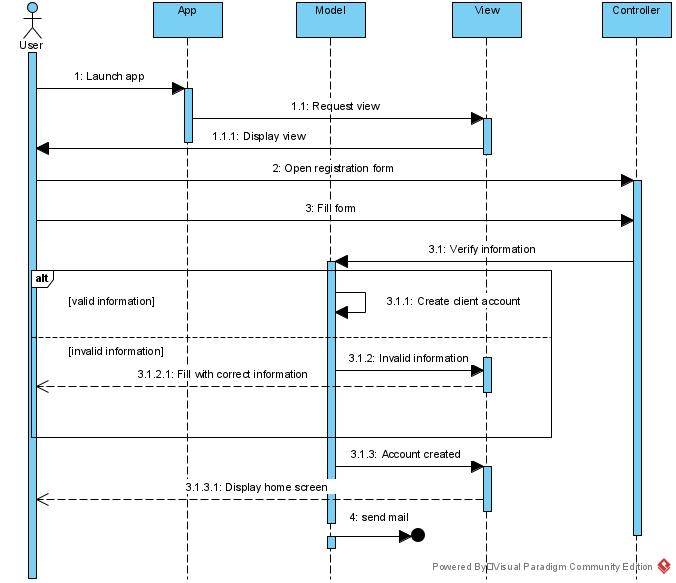 App
Model
View
Controller
User
1: Launch app
1.1: Request view
1.1.1: Display view
2: Open registration form
3: Fill form
3.1: Verify information
alt
[valid information]
3.1.1: Create client account
[invalid information]
3.1.2: Invalid information
3.1.2.1: Fill with correct information
3.1.3: Account created
3.1.3.1: Display home screen
4: send mail
Powered By Visual Paradigm Community Edition